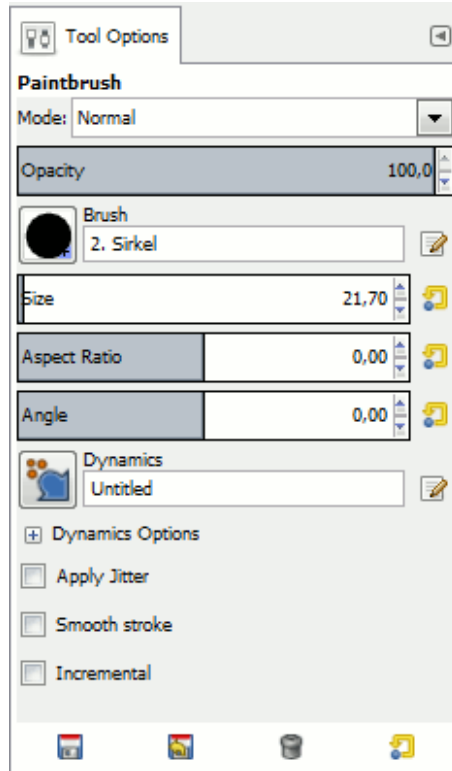 Tool Options
Paintbrush
Mode: Normal
Opacity 100,0
Brush
2. Sirkel
Size 21,70
Aspect Ratio 0,00
Angle 0,00
Dynamics
Untitled
Dynamics Options
Apply Jitter
Smooth stroke
Incremental